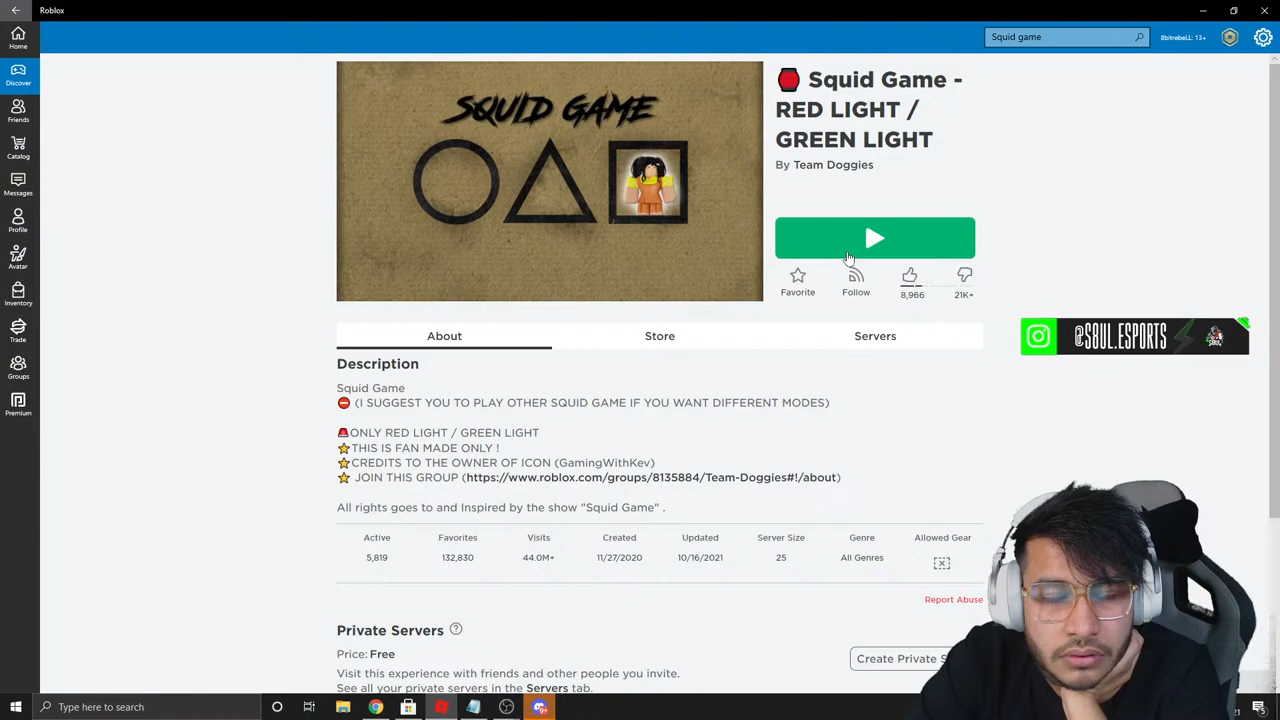 Roblox
Home
Squid game
8bitrebeLL: 13+
Discover
Friends
Catalog
Messages
Profile
Avatar
Inventory
Trade
Groups
Premium
SQUID GAME
Squid Game -
RED LIGHT /
GREEN LIGHT
By Team Doggies
Favorite
Follow
8,966
21K+
About
Store
Servers
@S8UL.ESPORTS
Description
Squid Game
(I SUGGEST YOU TO PLAY OTHER SQUID GAME IF YOU WANT DIFFERENT MODES)
ONLY RED LIGHT / GREEN LIGHT
THIS IS FAN MADE ONLY !
CREDITS TO THE OWNER OF ICON (GamingWithKev)
JOIN THIS GROUP (https://www.roblox.com/groups/8135884/Team-Doggies#!/about)
All rights goes to and Inspired by the show "Squid Game" .
Active
Favorites
Visits
Created
Updated
Server Size
Genre
Allowed Gear
5,819
132,830
44.0M+
11/27/2020
10/16/2021
25
All Genres
Report Abuse
Private Servers
Price: Free
Create Private S
Visit this experience with friends and other people you invite.
See all your private servers in the Servers tab.
Type here to search
9+
21